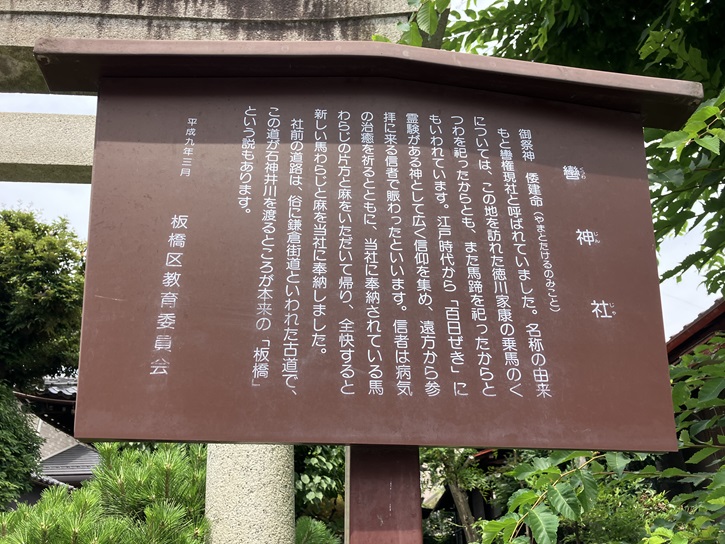 轡神社
くつわじんじゃ
御祭神 倭建命(やまとたけるのみこと)
もと轡権現社と呼ばれていました。名称の由来
については、この地を訪れた徳川家康の乗馬のく
つわを祀ったからとも、また馬蹄を祀ったからと
もいわれています。江戸時代から「百日ぜき」に
霊験がある神として広く信仰を集め、遠方から参
拝に来る信者で賑わったといいます。信者は病気
の治癒を祈るとともに、当社に奉納されている馬
わらじの片方と麻をいただいて帰り、全快すると
新しい馬わらじと麻を当社に奉納しました。
社前の道路は、俗に鎌倉街道といわれた古道で、
この道が石神井川を渡るところが本来の「板橋」
という説もあります。
平成九年三月
板橋区教育委員会